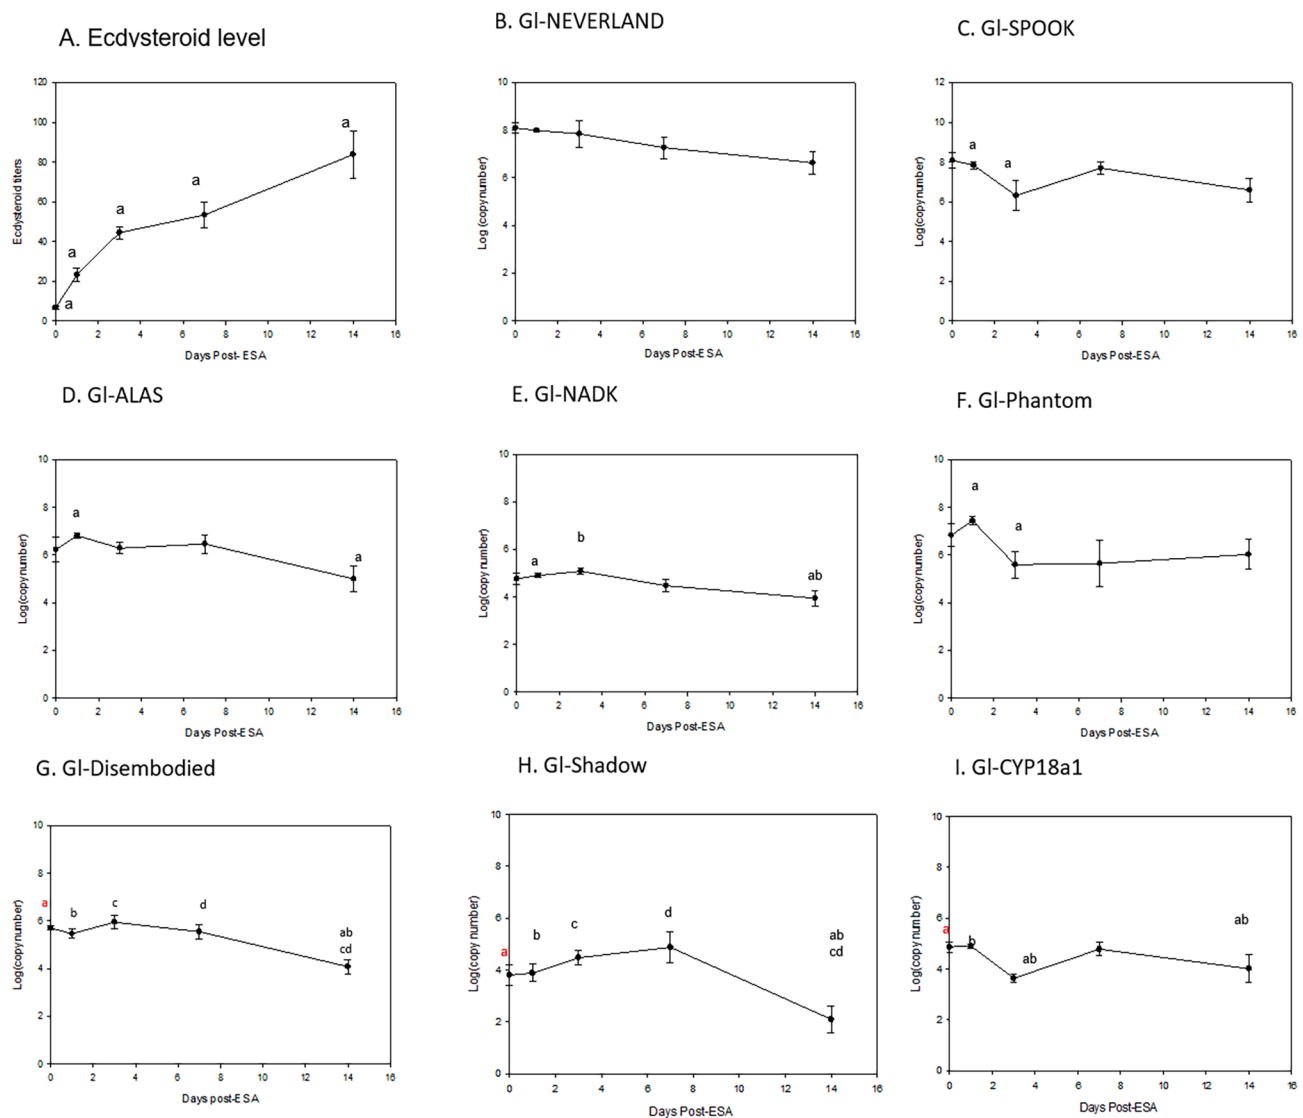 A. Ecdysteroid level
B. Gl-NEVERLAND
C. Gl-SPOOK
120
100
80
60
40
20
0
Ecdysteroid titers
a
a
a
a
a
0 2 4 6 8 10 12 14 16
Days Post- ESA
10
8
6
4
2
0
Log(copynumber)
0 2 4 6 8 10 12 14 16
Days Post-ESA
12
10
8
6
4
2
0
Log(copynumber)
a
a
0 2 4 6 8 10 12 14 16
Days Post-ESA
D. Gl-ALAS
E. Gl-NADK
F. Gl-Phantom
10
8
6
4
2
0
Log(copynumber)
a
a
0 2 4 6 8 10 12 14 16
Days Post-ESA
10
8
6
4
2
0
Log(copynumber)
a
b
ab
0 2 4 6 8 10 12 14 16
Days Post-ESA
10
8
6
4
2
0
Log(copynumber)
a
a
0 2 4 6 8 10 12 14 16
Days Post-ESA
G. Gl-Disembodied
H. Gl-Shadow
I. Gl-CYP18a1
10
8
6
4
2
0
Log(copynumber)
a
b
c
d
ab
cd
0 2 4 6 8 10 12 14 16
Days post-ESA
10
8
6
4
2
0
Log(copynumber)
a
b
c
d
ab
cd
0 2 4 6 8 10 12 14 16
Days Post-ESA
10
8
6
4
2
0
Log(copynumber)
a
b
ab
ab
0 2 4 6 8 10 12 14 16
Days Post-ESA